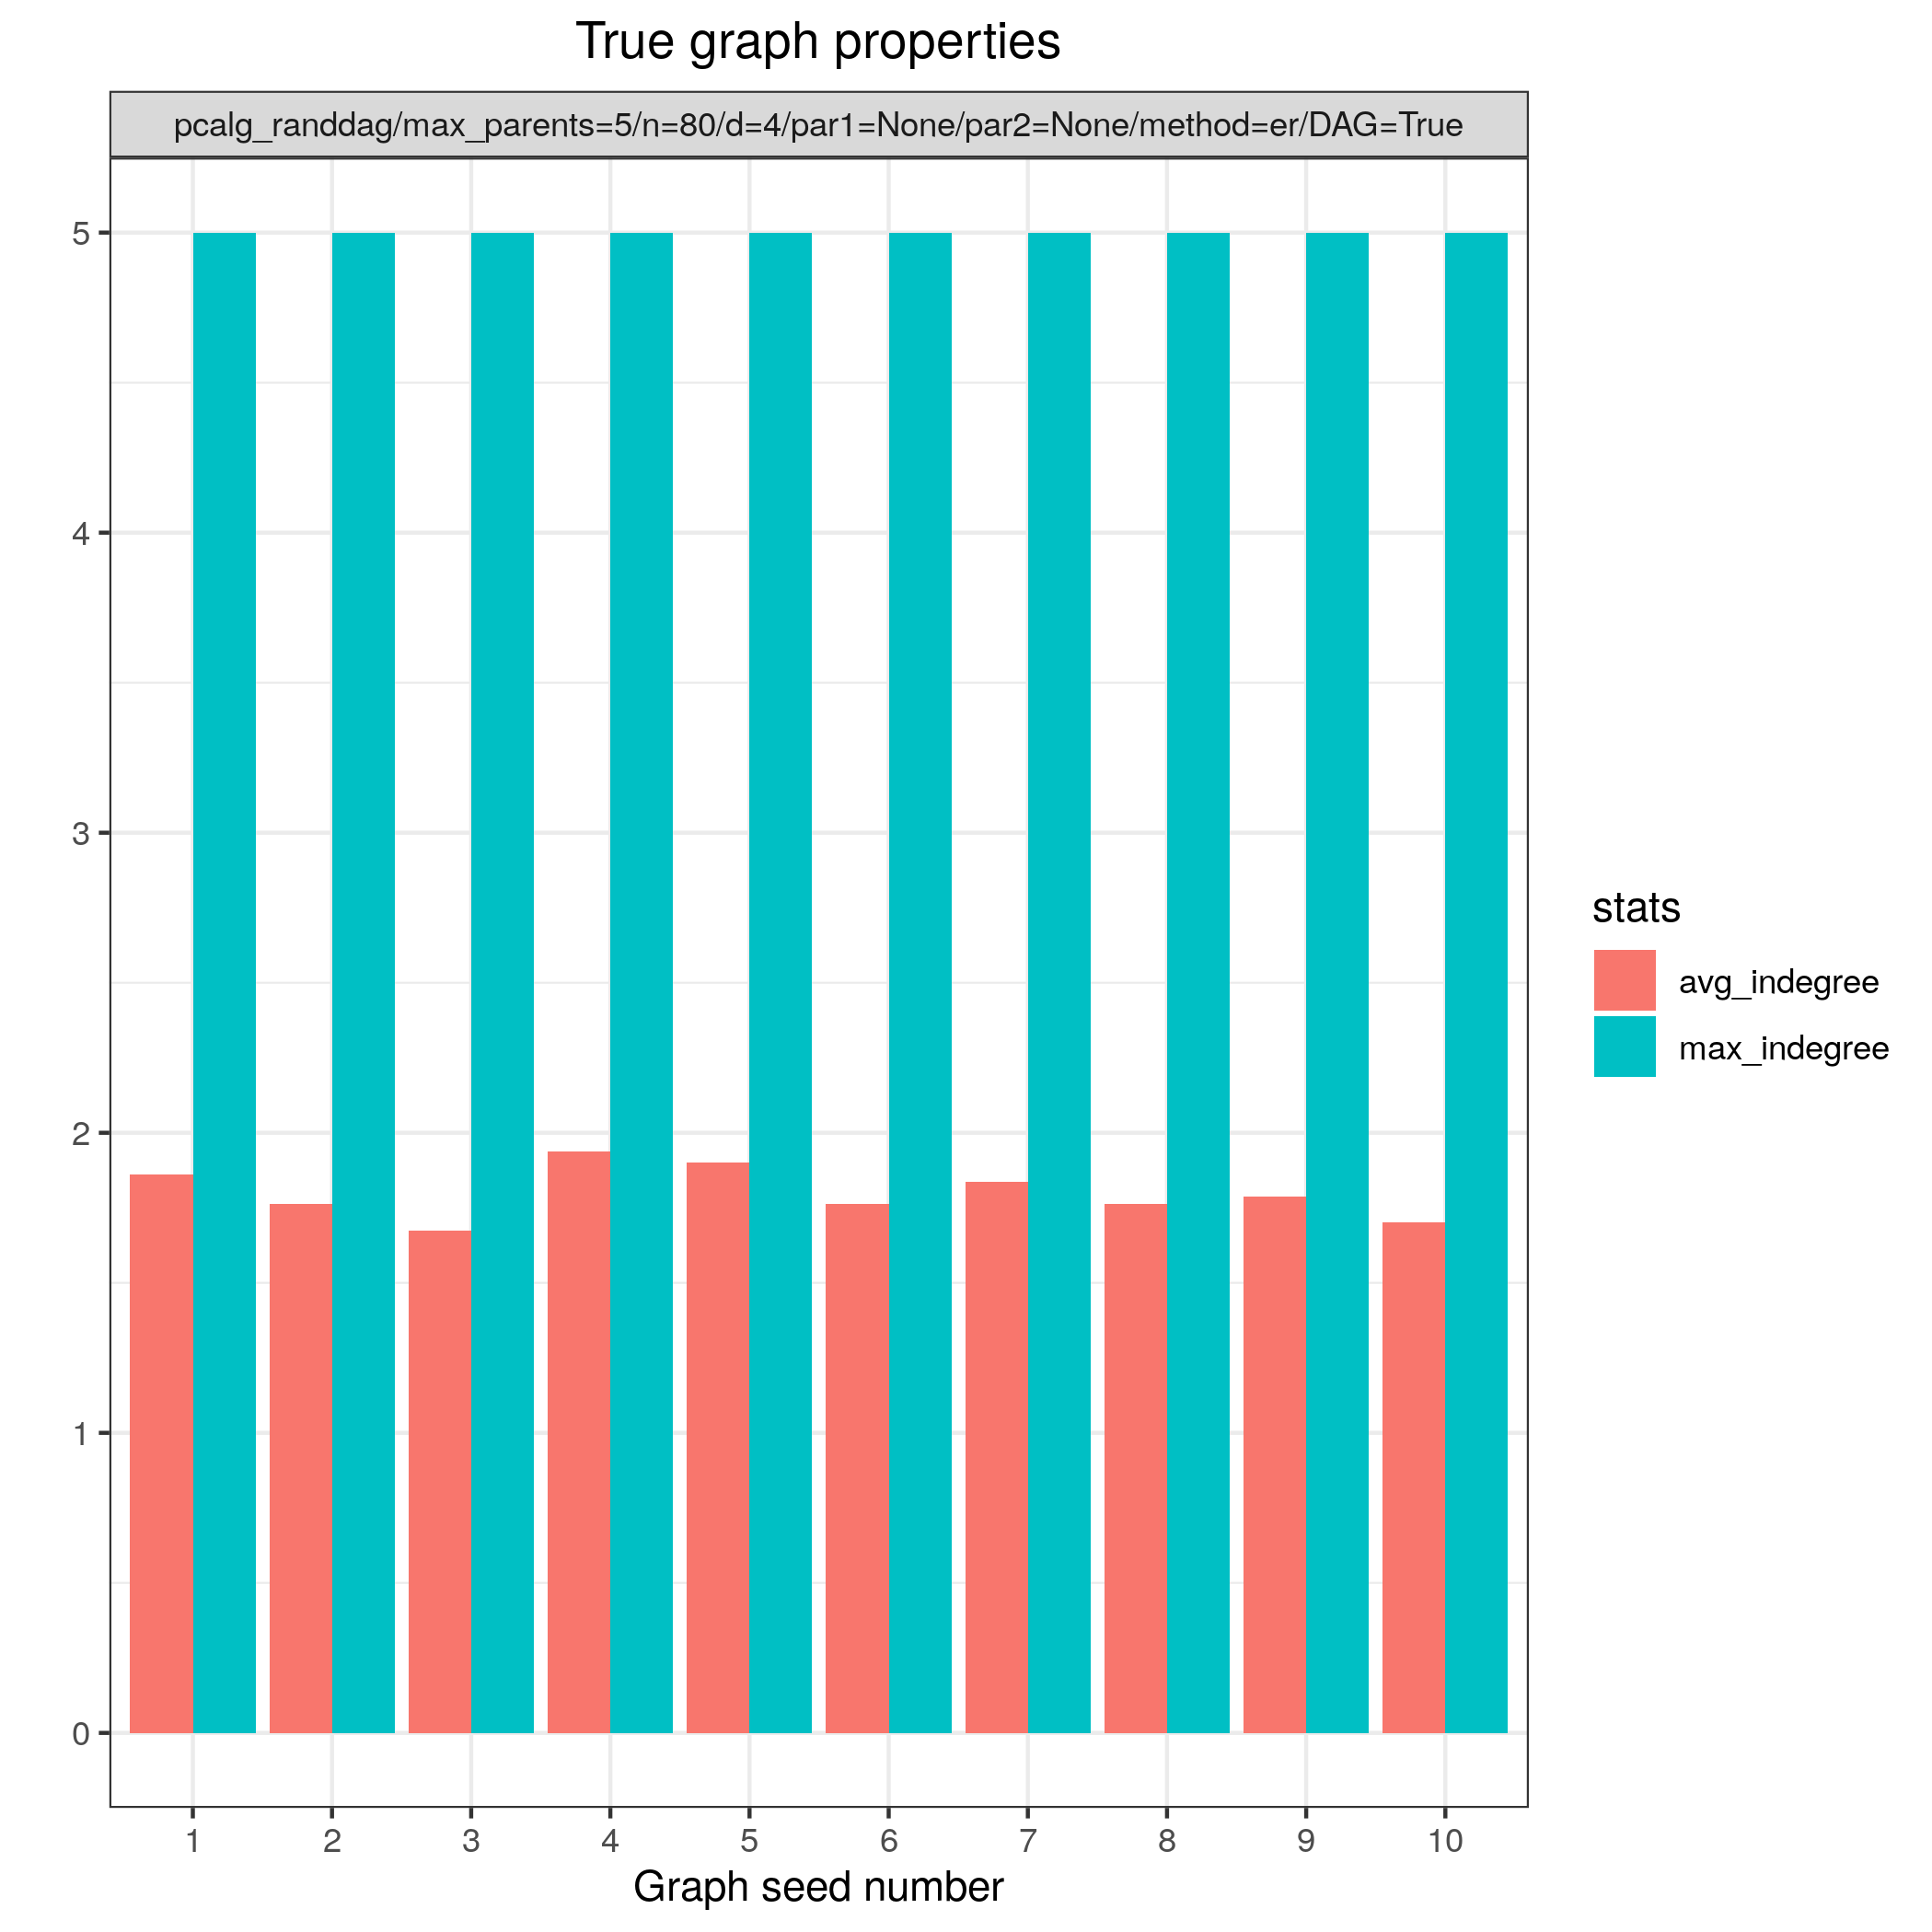 True graph properties
pcalg_randdag/max_parents=5/n=80/d=4/par1=None/par2=None/method=er/DAG=True
5
4
3
2
1
0
1 2 3 4 5 6 7 8 9 10
Graph seed number
stats
avg_indegree
max_indegree